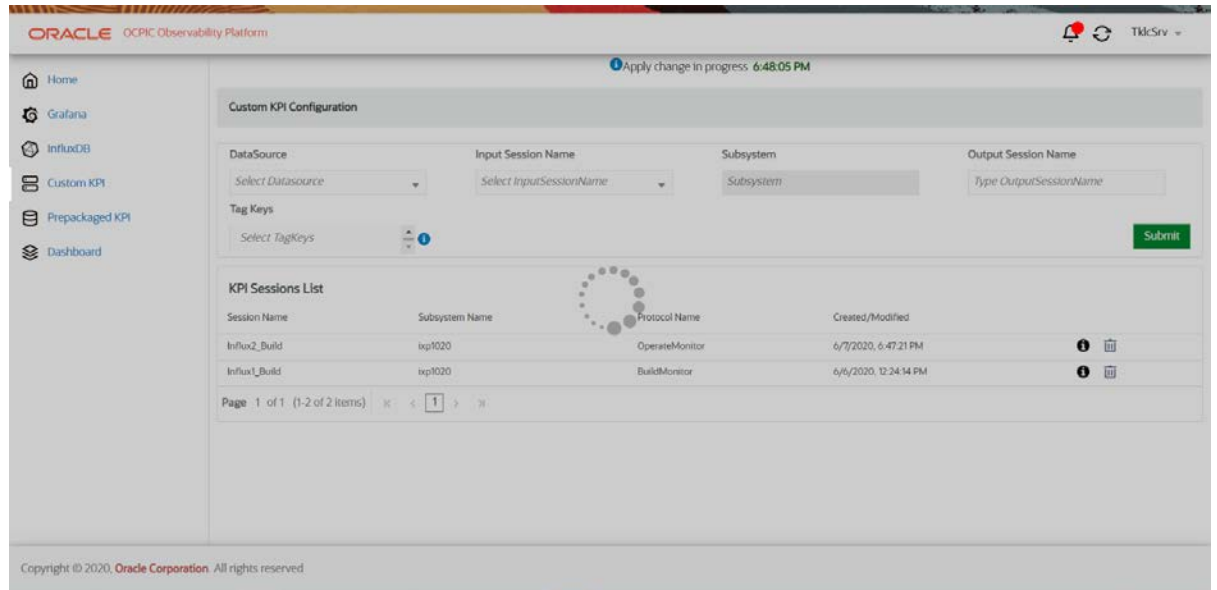 ORACLE OCPIC Observability Platform
TklcSrv
Apply change in progress 6:48:05 PM
Home
Grafana
InfluxDB
Custom KPI
Prepackaged KPI
Dashboard
Custom KPI Configuration
DataSource Input Session Name Subsystem Output Session Name
Select Datasource Select InputSessionName Subsystem Type OutputSessionName
Tag Keys
Select TagKeys
Submit
KPI Sessions List
Session Name Subsystem Name Protocol Name Created/Modified
Influx2_Build ixp1020 OperateMonitor 6/7/2020, 6:47:21 PM
Influx1_Build ixp1020 BuildMonitor 6/6/2020, 12:24:14 PM
Page 1 of 1 (1-2 of 2 items) 1
Copyright © 2020, Oracle Corporation. All rights reserved